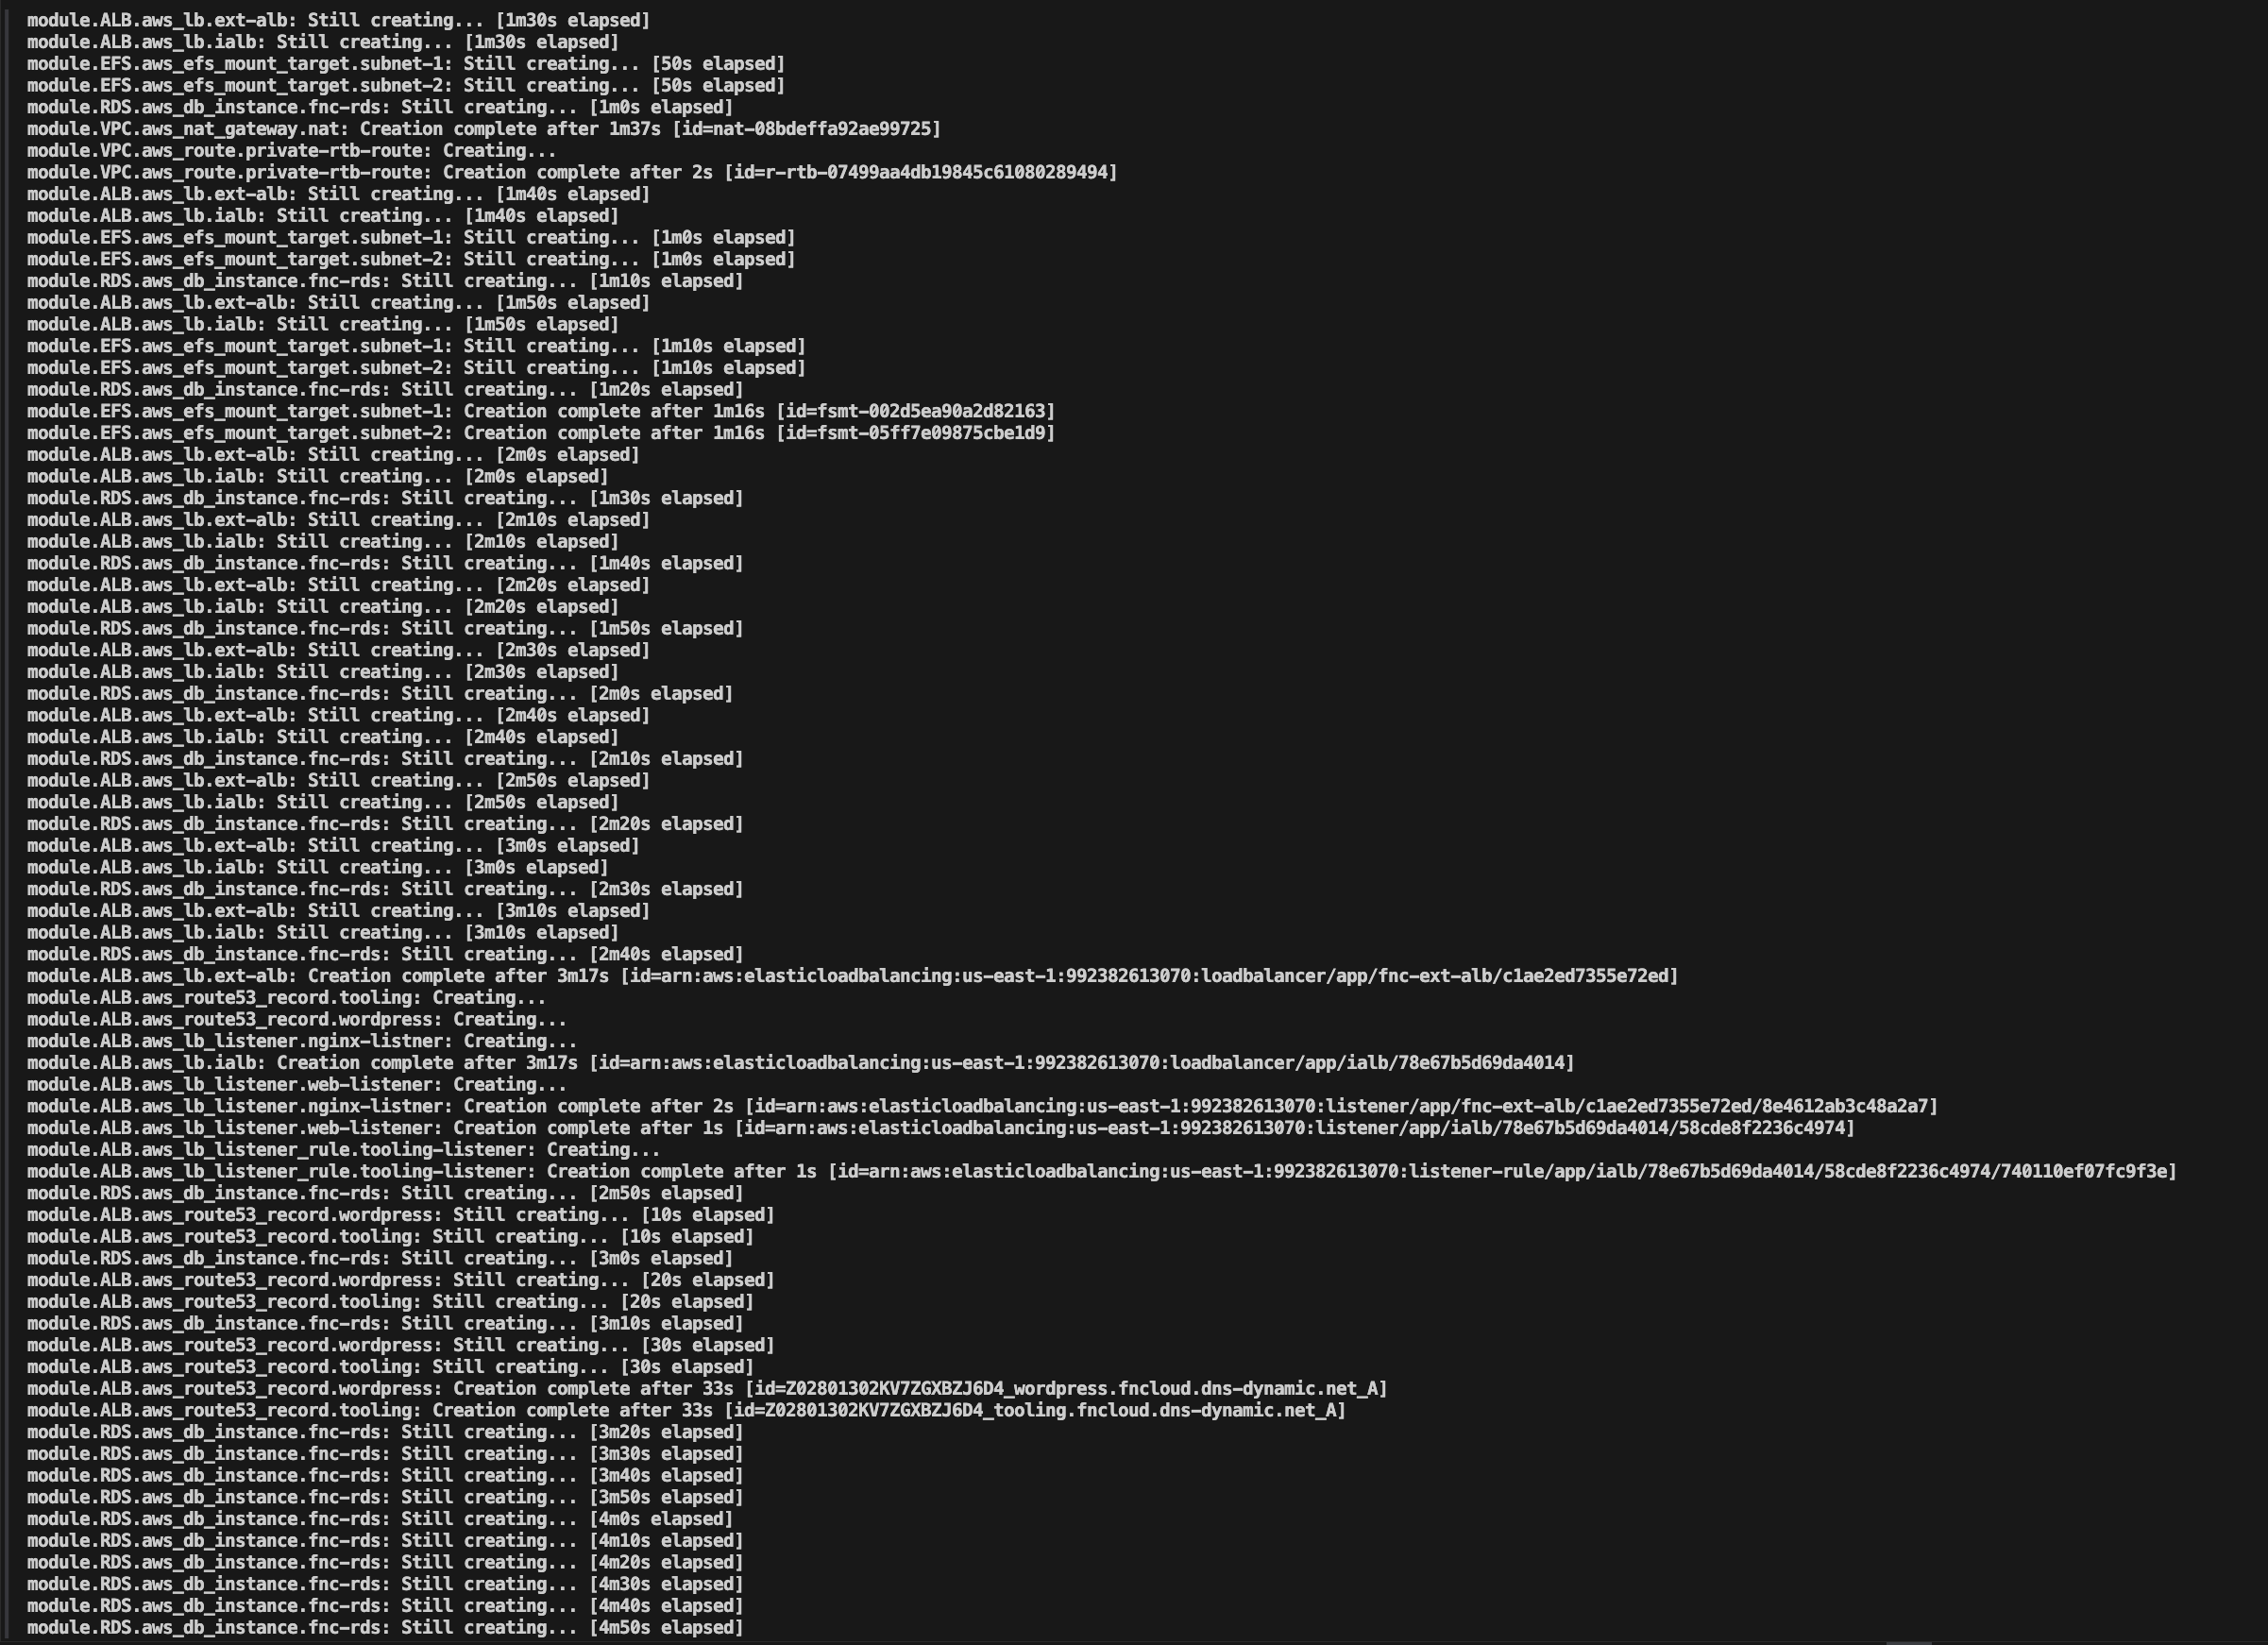 module.ALB.aws_lb.ext-alb: Still creating... [1m30s elapsed]
module.ALB.aws_lb.ialb: Still creating... [1m30s elapsed]
module.EFS.aws_efs_mount_target.subnet-1: Still creating... [50s elapsed]
module.EFS.aws_efs_mount_target.subnet-2: Still creating... [50s elapsed]
module.RDS.aws_db_instance.fnc-rds: Still creating... [1m0s elapsed]
module.VPC.aws_nat_gateway.nat: Creation complete after 1m37s [id=nat-08bdeffa92ae99725]
module.VPC.aws_route.private-rtb-route: Creating...
module.VPC.aws_route.private-rtb-route: Creation complete after 2s [id=r-rtb-07499aa4db19845c61080289494]
module.ALB.aws_lb.ext-alb: Still creating... [1m40s elapsed]
module.ALB.aws_lb.ialb: Still creating... [1m40s elapsed]
module.EFS.aws_efs_mount_target.subnet-1: Still creating... [1m0s elapsed]
module.EFS.aws_efs_mount_target.subnet-2: Still creating... [1m0s elapsed]
module.RDS.aws_db_instance.fnc-rds: Still creating... [1m10s elapsed]
module.ALB.aws_lb.ext-alb: Still creating... [1m50s elapsed]
module.ALB.aws_lb.ialb: Still creating... [1m50s elapsed]
module.EFS.aws_efs_mount_target.subnet-1: Still creating... [1m10s elapsed]
module.EFS.aws_efs_mount_target.subnet-2: Still creating... [1m10s elapsed]
module.RDS.aws_db_instance.fnc-rds: Still creating... [1m20s elapsed]
module.EFS.aws_efs_mount_target.subnet-1: Creation complete after 1m16s [id=fsmt-002d5ea90a2d82163]
module.EFS.aws_efs_mount_target.subnet-2: Creation complete after 1m16s [id=fsmt-05ff7e09875cbe1d9]
module.ALB.aws_lb.ext-alb: Still creating... [2m0s elapsed]
module.ALB.aws_lb.ialb: Still creating... [2m0s elapsed]
module.RDS.aws_db_instance.fnc-rds: Still creating... [1m30s elapsed]
module.ALB.aws_lb.ext-alb: Still creating... [2m10s elapsed]
module.ALB.aws_lb.ialb: Still creating... [2m10s elapsed]
module.RDS.aws_db_instance.fnc-rds: Still creating... [1m40s elapsed]
module.ALB.aws_lb.ext-alb: Still creating... [2m20s elapsed]
module.ALB.aws_lb.ialb: Still creating... [2m20s elapsed]
module.RDS.aws_db_instance.fnc-rds: Still creating... [1m50s elapsed]
module.ALB.aws_lb.ext-alb: Still creating... [2m30s elapsed]
module.ALB.aws_lb.ialb: Still creating... [2m30s elapsed]
module.RDS.aws_db_instance.fnc-rds: Still creating... [2m0s elapsed]
module.ALB.aws_lb.ext-alb: Still creating... [2m40s elapsed]
module.ALB.aws_lb.ialb: Still creating... [2m40s elapsed]
module.RDS.aws_db_instance.fnc-rds: Still creating... [2m10s elapsed]
module.ALB.aws_lb.ext-alb: Still creating... [2m50s elapsed]
module.ALB.aws_lb.ialb: Still creating... [2m50s elapsed]
module.RDS.aws_db_instance.fnc-rds: Still creating... [2m20s elapsed]
module.ALB.aws_lb.ext-alb: Still creating... [3m0s elapsed]
module.ALB.aws_lb.ialb: Still creating... [3m0s elapsed]
module.RDS.aws_db_instance.fnc-rds: Still creating... [2m30s elapsed]
module.ALB.aws_lb.ext-alb: Still creating... [3m10s elapsed]
module.ALB.aws_lb.ialb: Still creating... [3m10s elapsed]
module.RDS.aws_db_instance.fnc-rds: Still creating... [2m40s elapsed]
module.ALB.aws_lb.ext-alb: Creation complete after 3m17s [id=arn:aws:elasticloadbalancing:us-east-1:992382613070:loadbalancer/app/fnc-ext-alb/c1ae2ed7355e72ed]
module.ALB.aws_route53_record.tooling: Creating...
module.ALB.aws_route53_record.wordpress: Creating...
module.ALB.aws_lb_listener.nginx-listner: Creating...
module.ALB.aws_lb.ialb: Creation complete after 3m17s [id=arn:aws:elasticloadbalancing:us-east-1:992382613070:loadbalancer/app/ialb/78e67b5d69da4014]
module.ALB.aws_lb_listener.web-listener: Creating...
module.ALB.aws_lb_listener.nginx-listner: Creation complete after 2s [id=arn:aws:elasticloadbalancing:us-east-1:992382613070:listener/app/fnc-ext-alb/c1ae2ed7355e72ed/8e4612ab3c48a2a7]
module.ALB.aws_lb_listener.web-listener: Creation complete after 1s [id=arn:aws:elasticloadbalancing:us-east-1:992382613070:listener/app/ialb/78e67b5d69da4014/58cde8f2236c4974]
module.ALB.aws_lb_listener_rule.tooling-listener: Creating...
module.ALB.aws_lb_listener_rule.tooling-listener: Creation complete after 1s [id=arn:aws:elasticloadbalancing:us-east-1:992382613070:listener-rule/app/ialb/78e67b5d69da4014/58cde8f2236c4974/740110ef07fc9f3e]
module.RDS.aws_db_instance.fnc-rds: Still creating... [2m50s elapsed]
module.ALB.aws_route53_record.wordpress: Still creating... [10s elapsed]
module.ALB.aws_route53_record.tooling: Still creating... [10s elapsed]
module.RDS.aws_db_instance.fnc-rds: Still creating... [3m0s elapsed]
module.ALB.aws_route53_record.wordpress: Still creating... [20s elapsed]
module.ALB.aws_route53_record.tooling: Still creating... [20s elapsed]
module.RDS.aws_db_instance.fnc-rds: Still creating... [3m10s elapsed]
module.ALB.aws_route53_record.wordpress: Still creating... [30s elapsed]
module.ALB.aws_route53_record.tooling: Still creating... [30s elapsed]
module.ALB.aws_route53_record.wordpress: Creation complete after 33s [id=Z02801302KV7ZGXBZJ6D4_wordpress.fncloud.dns-dynamic.net_A]
module.ALB.aws_route53_record.tooling: Creation complete after 33s [id=Z02801302KV7ZGXBZJ6D4_tooling.fncloud.dns-dynamic.net_A]
module.RDS.aws_db_instance.fnc-rds: Still creating... [3m20s elapsed]
module.RDS.aws_db_instance.fnc-rds: Still creating... [3m30s elapsed]
module.RDS.aws_db_instance.fnc-rds: Still creating... [3m40s elapsed]
module.RDS.aws_db_instance.fnc-rds: Still creating... [3m50s elapsed]
module.RDS.aws_db_instance.fnc-rds: Still creating... [4m0s elapsed]
module.RDS.aws_db_instance.fnc-rds: Still creating... [4m10s elapsed]
module.RDS.aws_db_instance.fnc-rds: Still creating... [4m20s elapsed]
module.RDS.aws_db_instance.fnc-rds: Still creating... [4m30s elapsed]
module.RDS.aws_db_instance.fnc-rds: Still creating... [4m40s elapsed]
module.RDS.aws_db_instance.fnc-rds: Still creating... [4m50s elapsed]